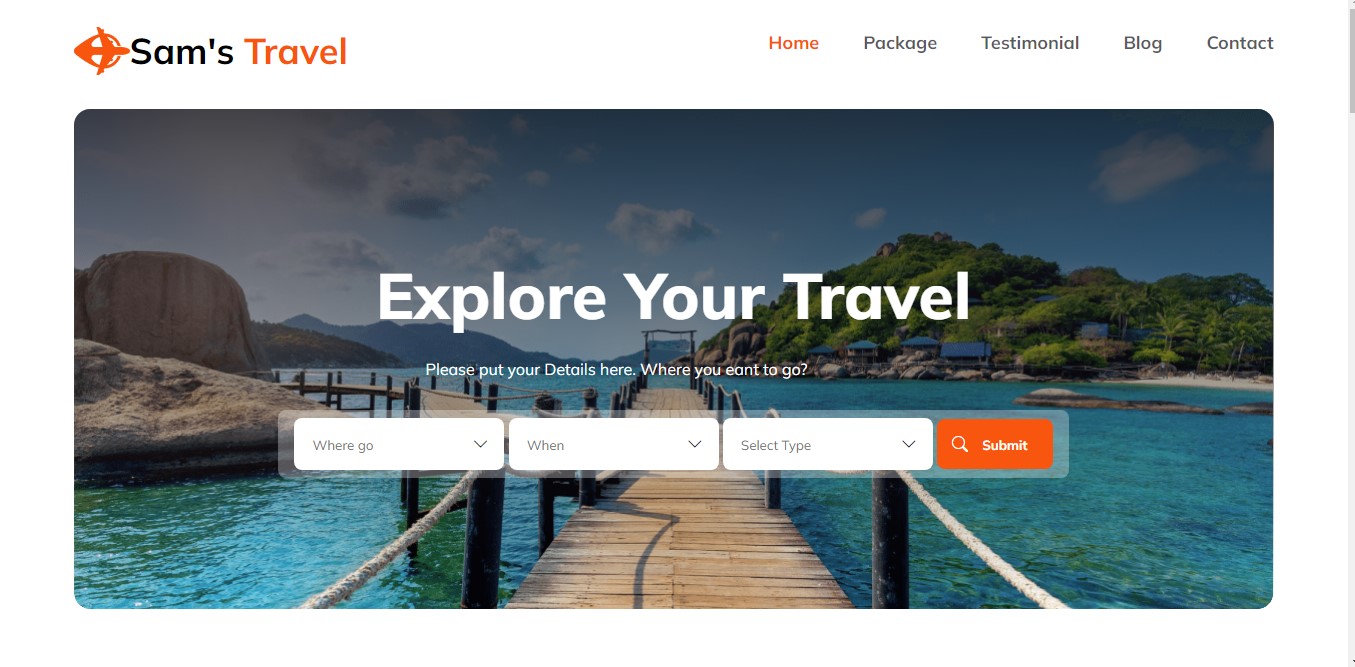 Sam's Travel
Home Package Testimonial Blog Contact
Explore Your Travel
Please put your Details here. Where you eant to go?
Where go When Select Type Submit